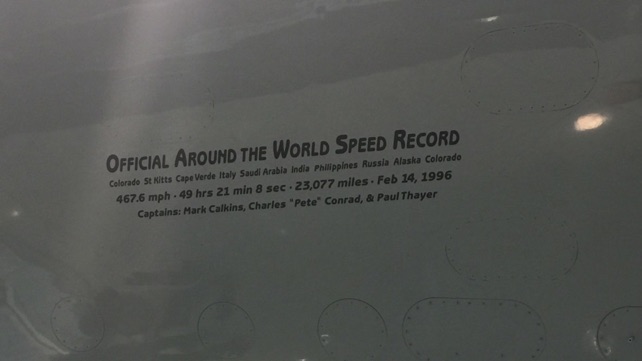 OFFICIAL AROUND THE WORLD SPEED RECORD
Colorado St Kitts Cape Verde Italy Saudi Arabia India Philippines Russia Alaska Colorado
467.6 mph · 49 hrs 21 min 8 sec · 23,077 miles · Feb 14, 1996
Captains: Mark Calkins, Charles "Pete" Conrad, & Paul Thayer